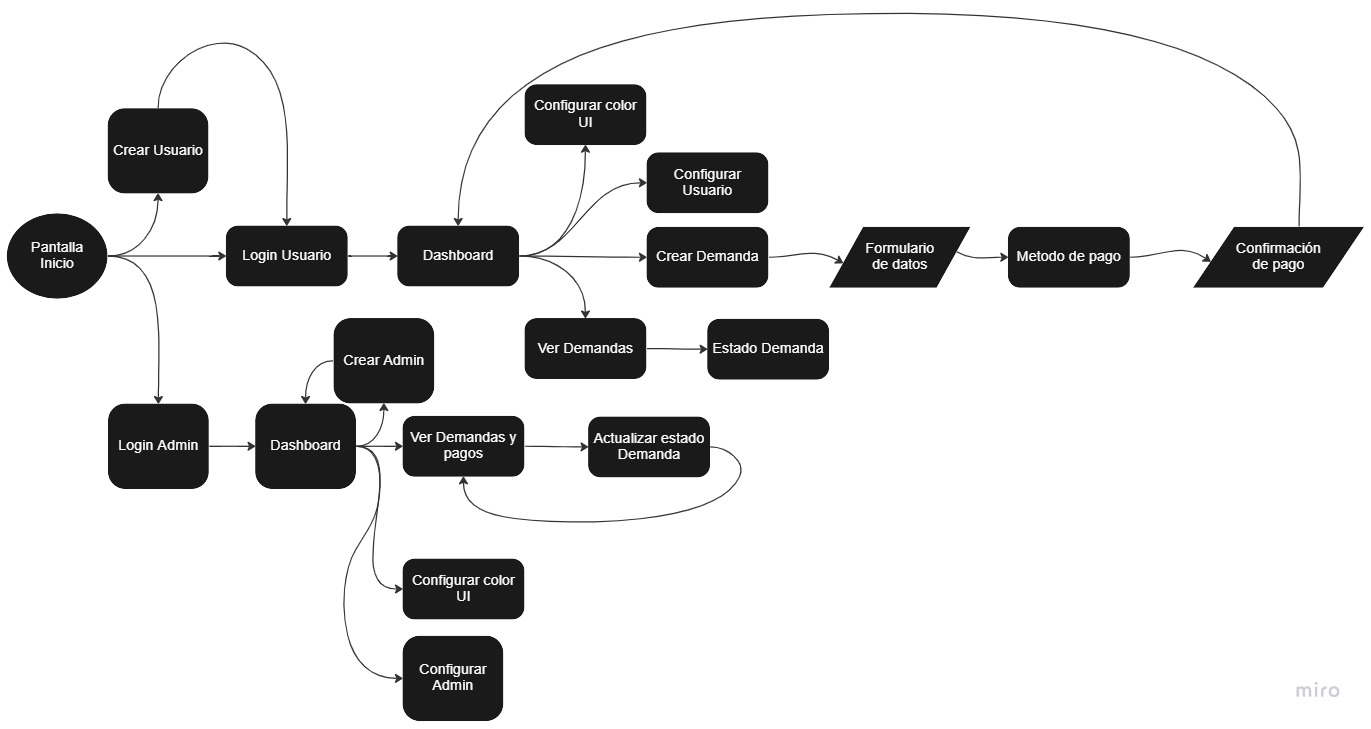 Configurar color
UI
Crear Usuario
Configurar
Usuario
Pantalla
Inicio
Login Usuario
Dashboard
Crear Demanda
Formulario
de datos
Metodo de pago
Confirmación
de pago
Ver Demandas
Estado Demanda
Crear Admin
Login Admin
Dashboard
Ver Demandas y
pagos
Actualizar estado
Demanda
Configurar color
UI
Configurar
Admin
miro